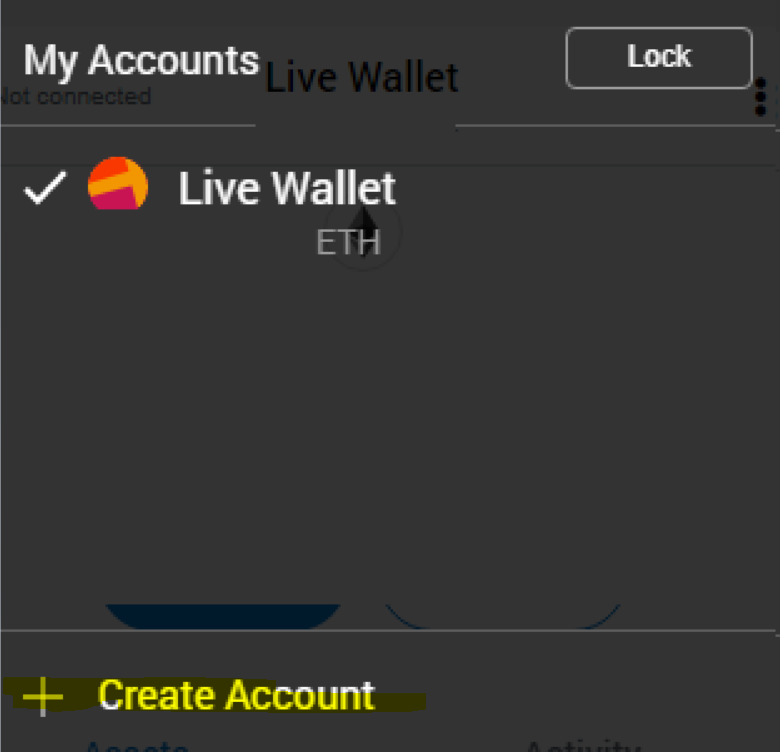 My Accounts
Lock
Live Wallet
Not connected
Live Wallet
ETH
Create Account
Assets
Activity